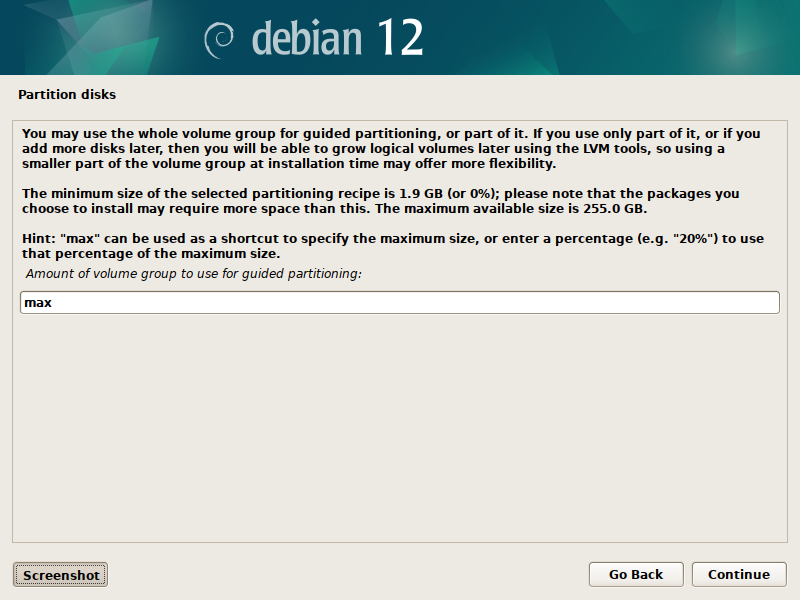 debian 12
Partition disks
You may use the whole volume group for guided partitioning, or part of it. If you use only part of it, or if you
add more disks later, then you will be able to grow logical volumes later using the LVM tools, so using a
smaller part of the volume group at installation time may offer more flexibility.
The minimum size of the selected partitioning recipe is 1.9 GB (or 0%); please note that the packages you
choose to install may require more space than this. The maximum available size is 255.0 GB.
Hint: "max" can be used as a shortcut to specify the maximum size, or enter a percentage (e.g. "20%") to use
that percentage of the maximum size.
Amount of volume group to use for guided partitioning:
max
Screenshot
Go Back
Continue